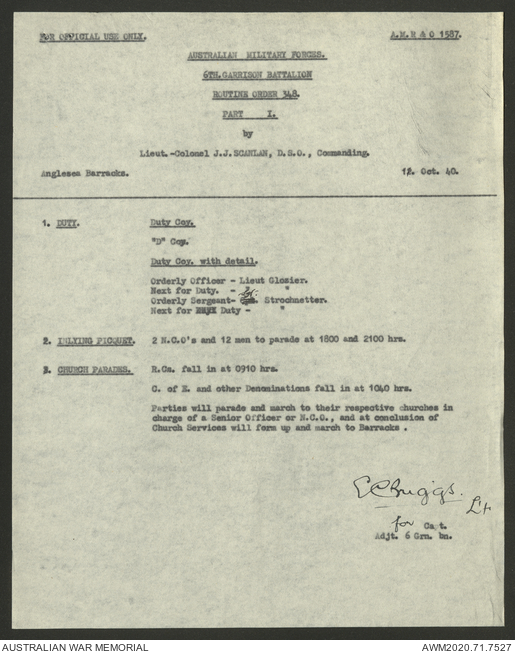 FOR OFFICIAL USE ONLY. A.M.R & O 1587.
AUSTRALIAN MILITARY FORCES.
6TH.GARRISON BATTALION
ROUTINE ORDER 348.
PART I.
by
Lieut.-Colonel J.J.SCANLAN, D.S.O., Commanding.
Anglesea Barracks. 12. Oct. 40.
1. DUTY. Duty Coy.
"D" Coy.
Duty Coy. with detail.
Orderly Officer - Lieut Glozier.
Next for Duty. - "
Orderly Sergeant- Strochnetter.
Next for Duty - "
2. INLYING PICQUET. 2 N.C.O's and 12 men to parade at 1800 and 2100 hrs.
3. CHURCH PARADES. R.Cs. fall in at 0910 hrs.
C. of E. and other Denominations fall in at 1040 hrs.
Parties will parade and march to their respective churches in
charge of a Senior Officer or N.C.O., and at conclusion of
Church Services will form up and march to Barracks .
E C Briggs. Lt
for Capt.
Adjt. 6 Grn. bn.
AUSTRALIAN WAR MEMORIAL AWM2020.71.7527